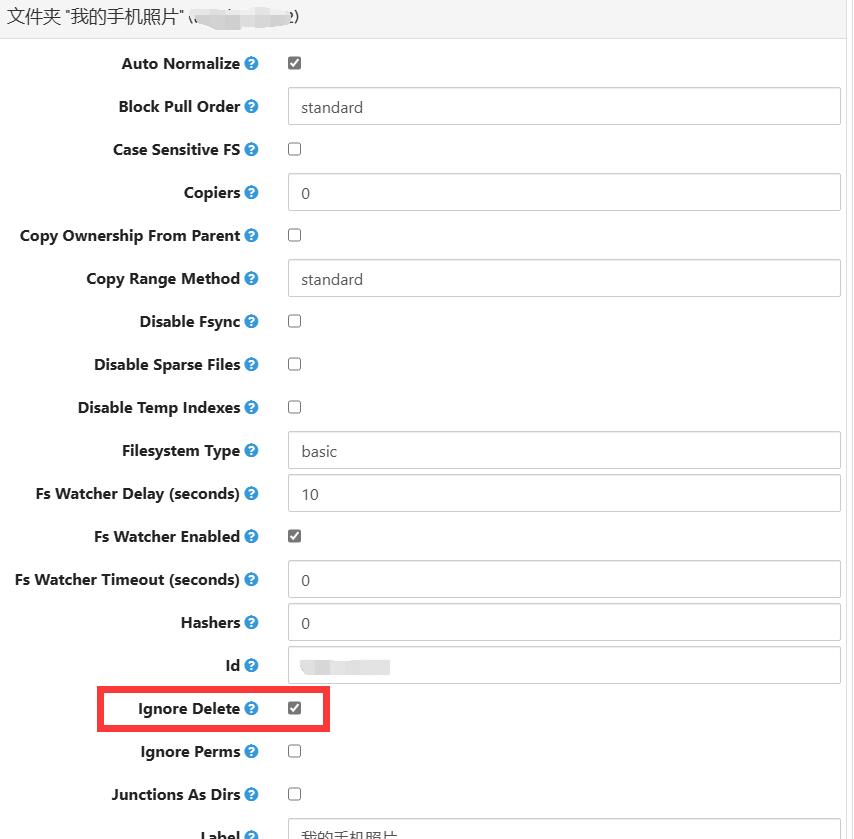 文件夹 "我的手机照片" (2)
Auto Normalize
Block Pull Order standard
Case Sensitive FS
Copiers 0
Copy Ownership From Parent
Copy Range Method standard
Disable Fsync
Disable Sparse Files
Disable Temp Indexes
Filesystem Type basic
Fs Watcher Delay (seconds) 10
Fs Watcher Enabled
Fs Watcher Timeout (seconds) 0
Hashers 0
Id
Ignore Delete
Ignore Perms
Junctions As Dirs
Label 我的手机照片